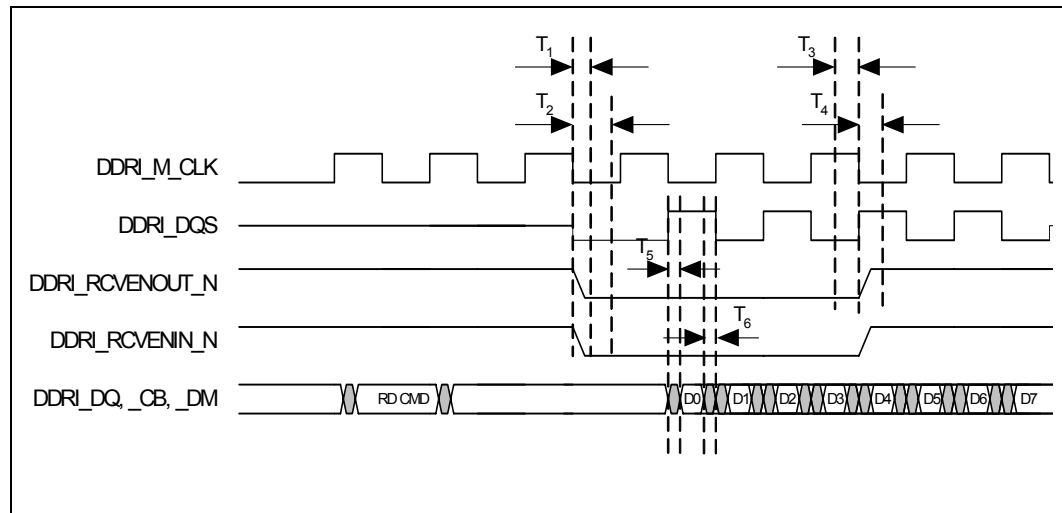 T1
T3
T2
T4
DDRI_M_CLK
DDRI_DQS
T5
DDRI_RCVENOUT_N
T6
DDRI_RCVENIN_N
DDRI_DQ, _CB, _DM
RD CMD
D0
D1
D2
D3
D4
D5
D6
D7